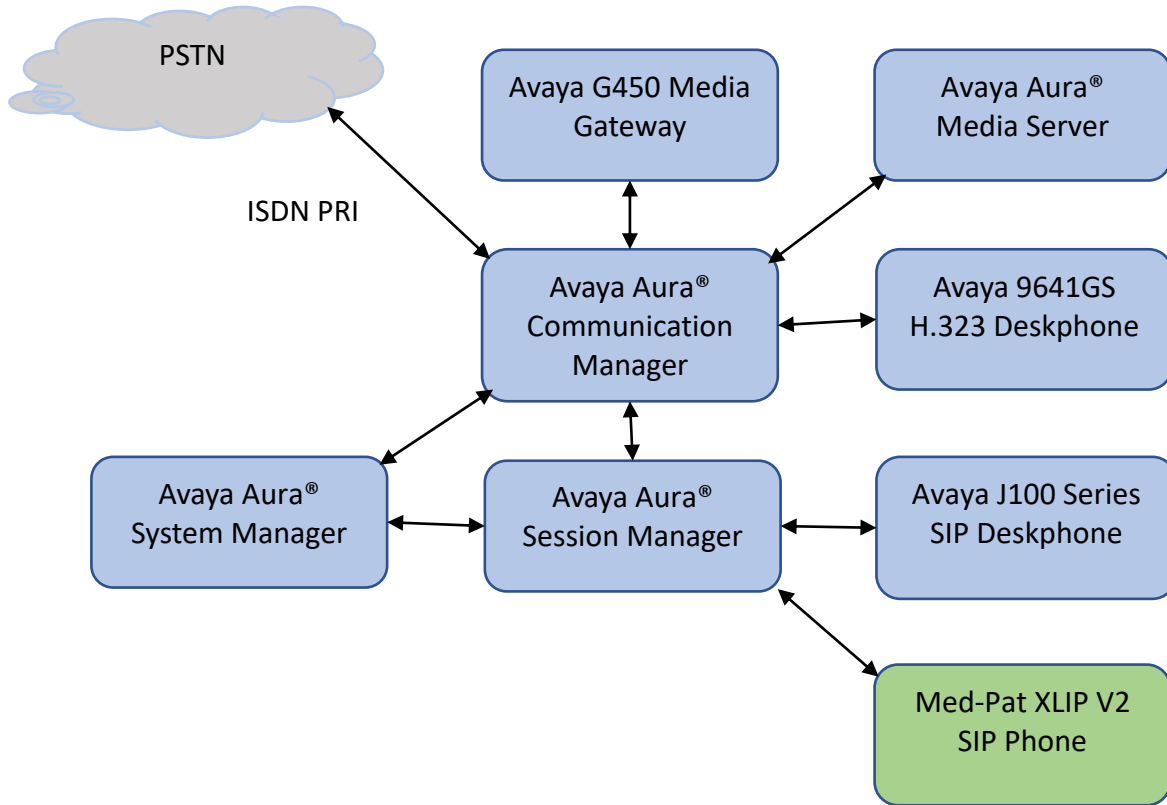 PSTN
Avaya G450 Media
Gateway
Avaya Aura®
Media Server
ISDN PRI
Avaya Aura®
Communication
Manager
Avaya 9641GS
H.323 Deskphone
Avaya Aura®
System Manager
Avaya Aura®
Session Manager
Avaya J100 Series
SIP Deskphone
Med-Pat XLIP V2
SIP Phone